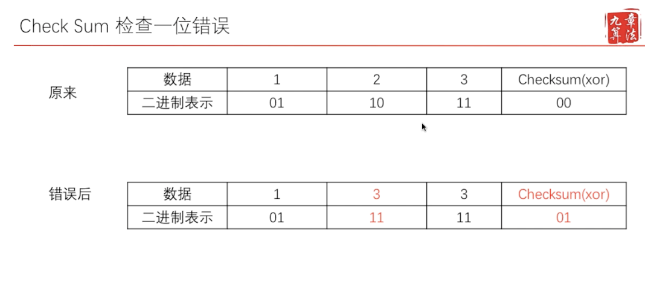 Check Sum 检查一位错误
九章算法
原来
数据 1 2 3 Checksum(xor)
二进制表示 01 10 11 00
错误后
数据 1 3 3 Checksum(xor)
二进制表示 01 11 11 01